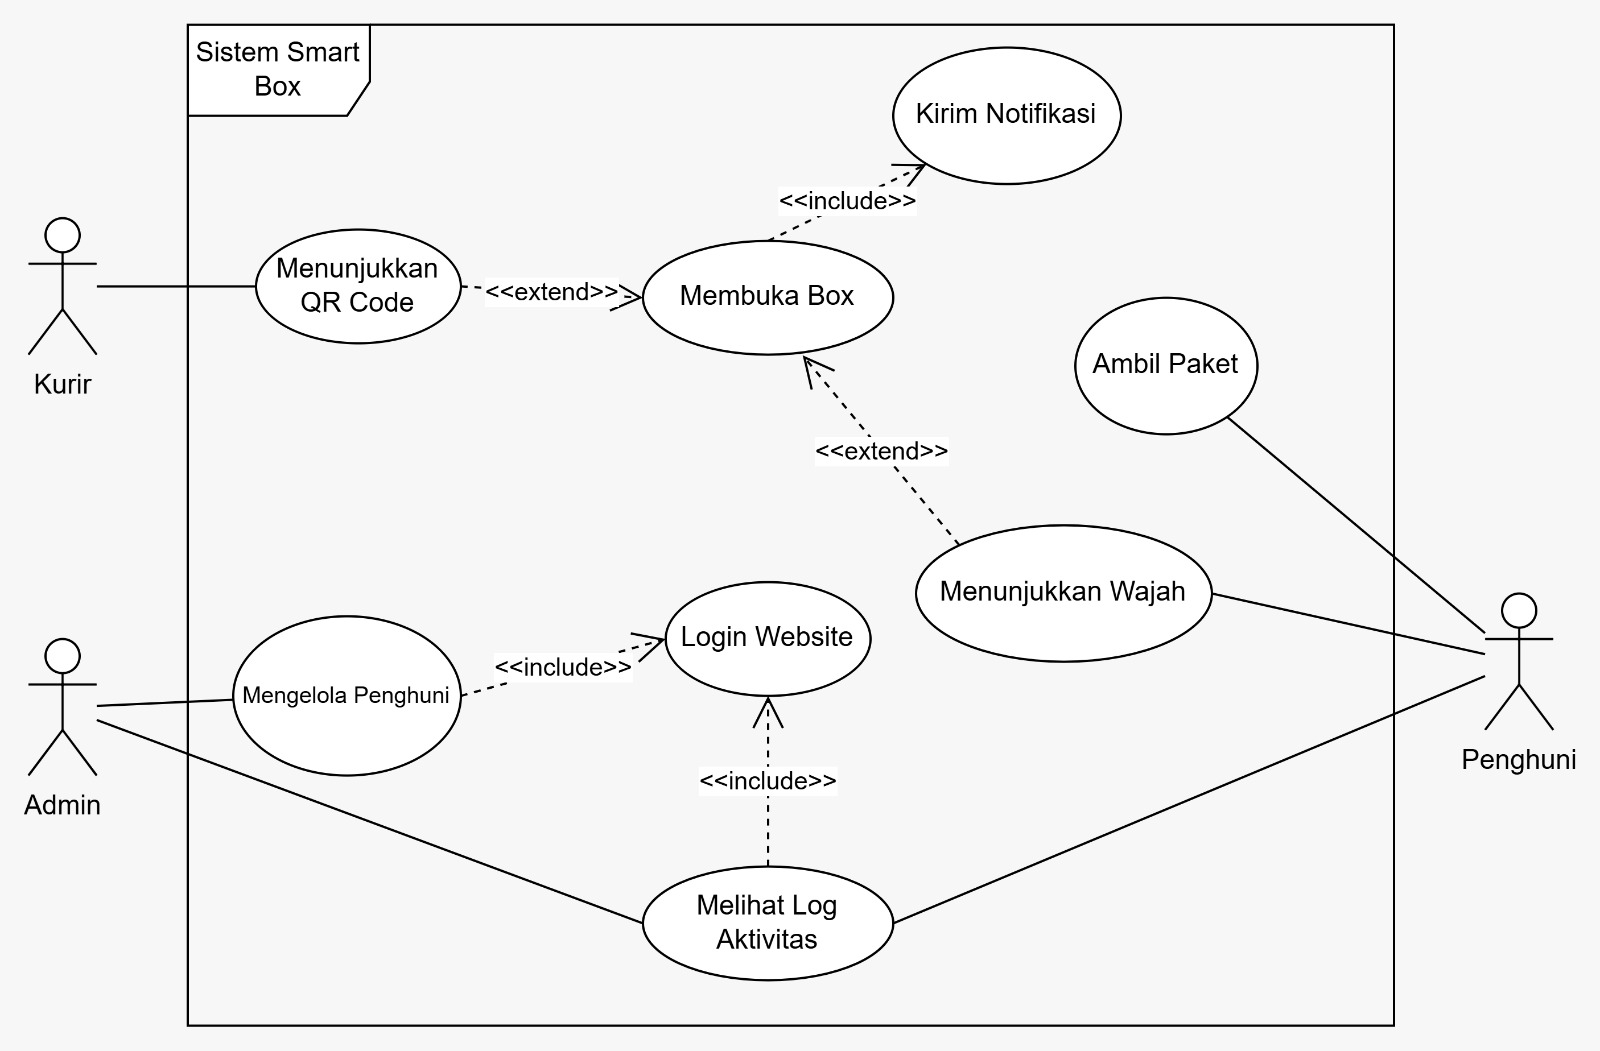 Sistem Smart
Box
Kirim Notifikasi
<<include>>
Menunjukkan
QR Code
<<extend>>
Membuka Box
Kurir
Ambil Paket
<<extend>>
Menunjukkan Wajah
Login Website
<<include>>
Mengelola Penghuni
Admin
Penghuni
<<include>>
Melihat Log
Aktivitas